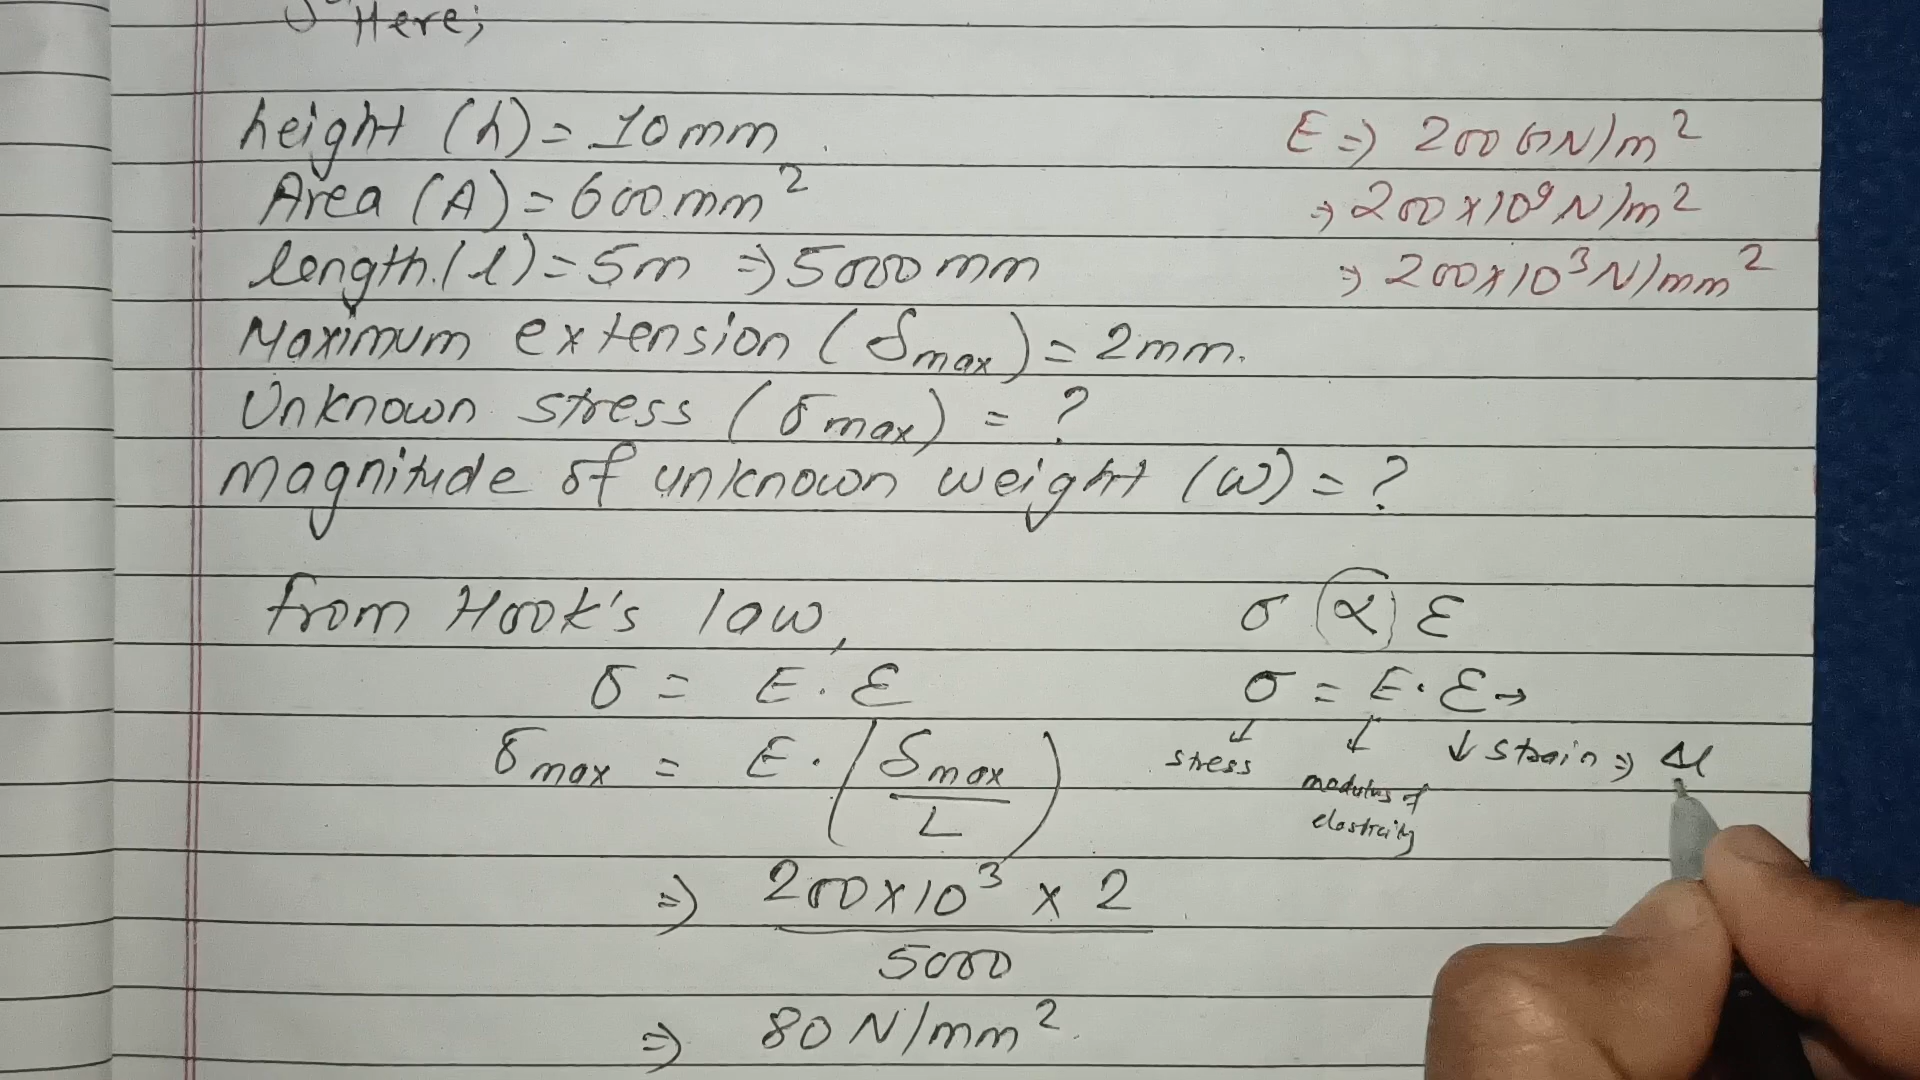 Here;
height (h) = 10mm
E => 200 GN/m²
Area (A) = 600mm²
=> 200 x 10⁹ N/m²
length (l) = 5m => 5000 mm
=> 200 x 10³ N/mm²
Maximum extension (δmax) = 2mm.
Unknown stress (σmax) = ?
magnitude of unknown weight (w) = ?
from Hook's law,
σ ∝ ε
σ = E . ε
σ = E . ε →
σmax = E . (δmax / L)
↓ stress ↓ modulus of elasticity ↓ strain => Δl
=> 200 x 10³ x 2
5000
=> 80 N/mm².